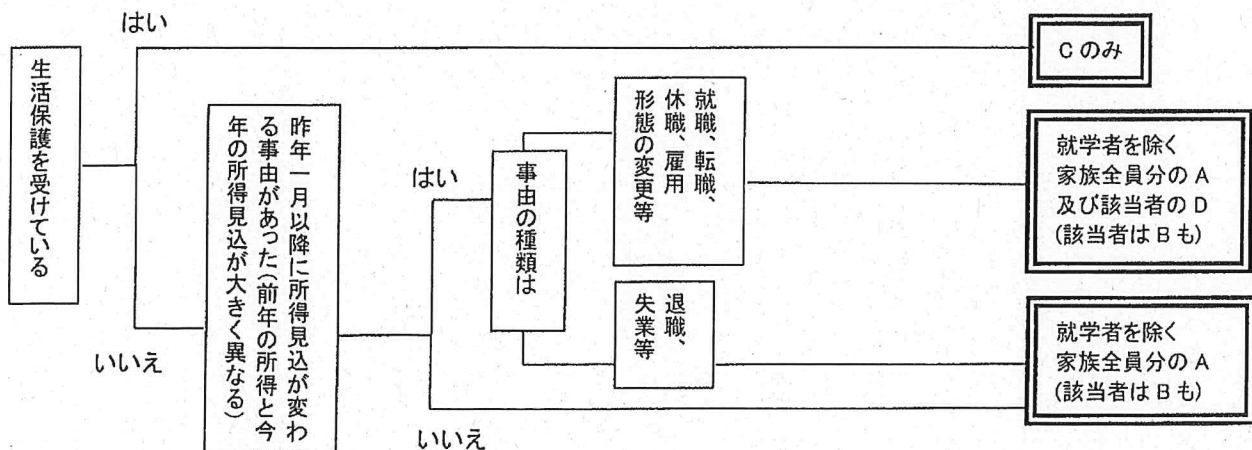 はい
生活保護を受けている
いいえ
昨年一月以降に所得見込が変わ
る事由があった(前年の所得と今
年の所得見込が大きく異なる)
はい
いいえ
事由の種類は
就職、転職、
休職、雇用
形態の変更等
退職、
失業等
Cのみ
就学者を除く
家族全員分のA
及び該当者のD
(該当者はBも)
就学者を除く
家族全員分のA
(該当者はBも)